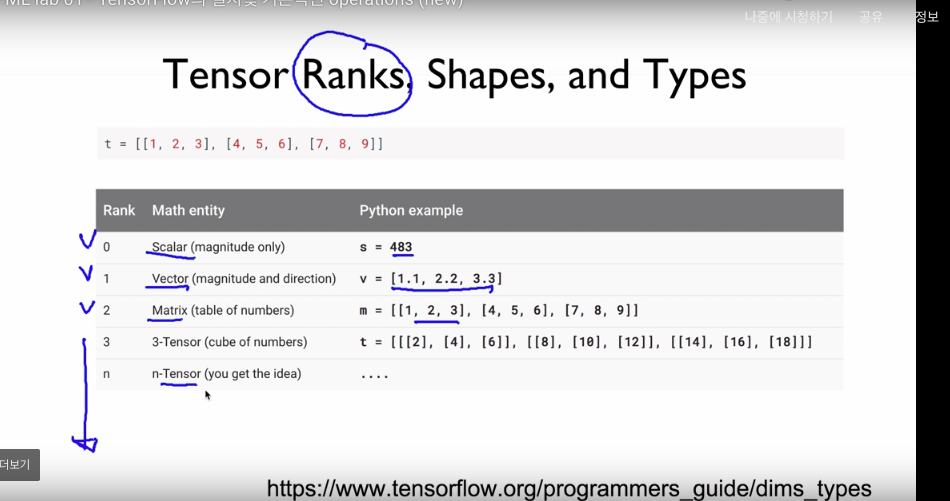 ML lab 01 - TensorFlow의 설치및 기본적인 operations (new)
나중에 시청하기 공유 정보
Tensor Ranks, Shapes, and Types
t = [[1, 2, 3], [4, 5, 6], [7, 8, 9]]
Rank Math entity Python example
0 Scalar (magnitude only) s = 483
1 Vector (magnitude and direction) v = [1.1, 2.2, 3.3]
2 Matrix (table of numbers) m = [[1, 2, 3], [4, 5, 6], [7, 8, 9]]
3 3-Tensor (cube of numbers) t = [[[2], [4], [6]], [[8], [10], [12]], [[14], [16], [18]]]
n n-Tensor (you get the idea) ....
더보기
https://www.tensorflow.org/programmers_guide/dims_types